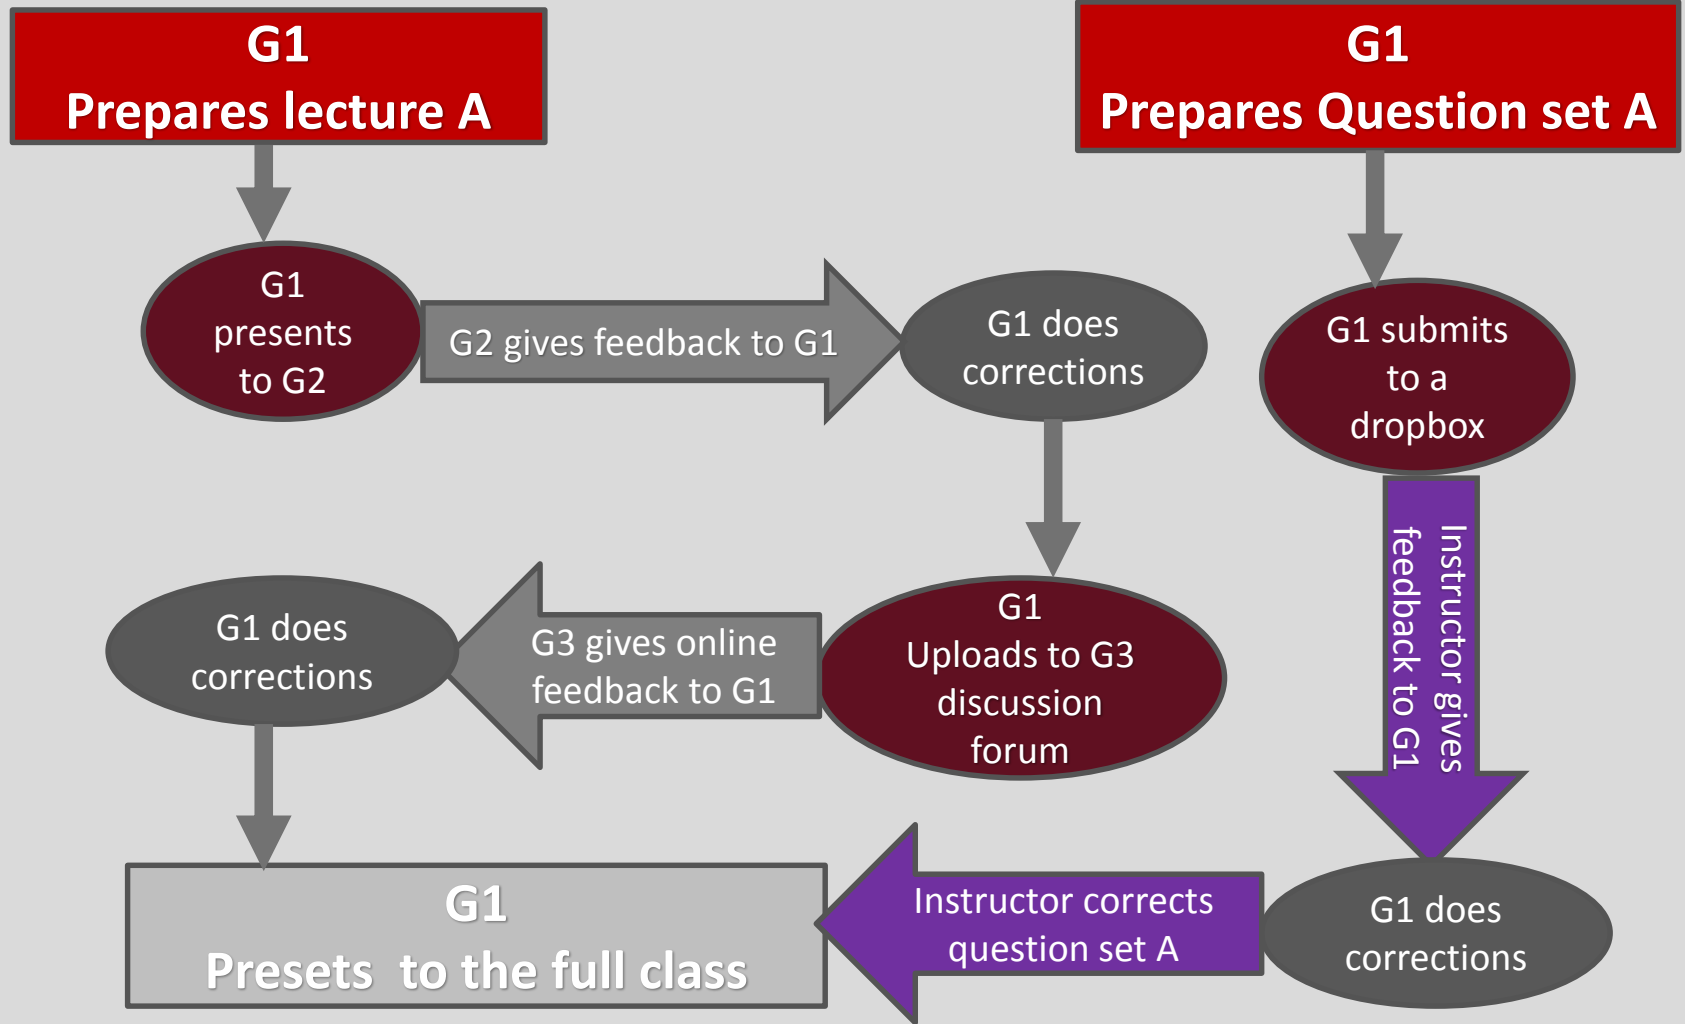 G1
Prepares lecture A
G1
Prepares Question set A
G1
presents
to G2
G2 gives feedback to G1
G1 does
corrections
G1 submits
to a
dropbox
Instructor gives
feedback to G1
G1 does
corrections
G3 gives online
feedback to G1
G1
Uploads to G3
discussion
forum
G1
Presets  to the full class
Instructor corrects
question set A
G1 does
corrections